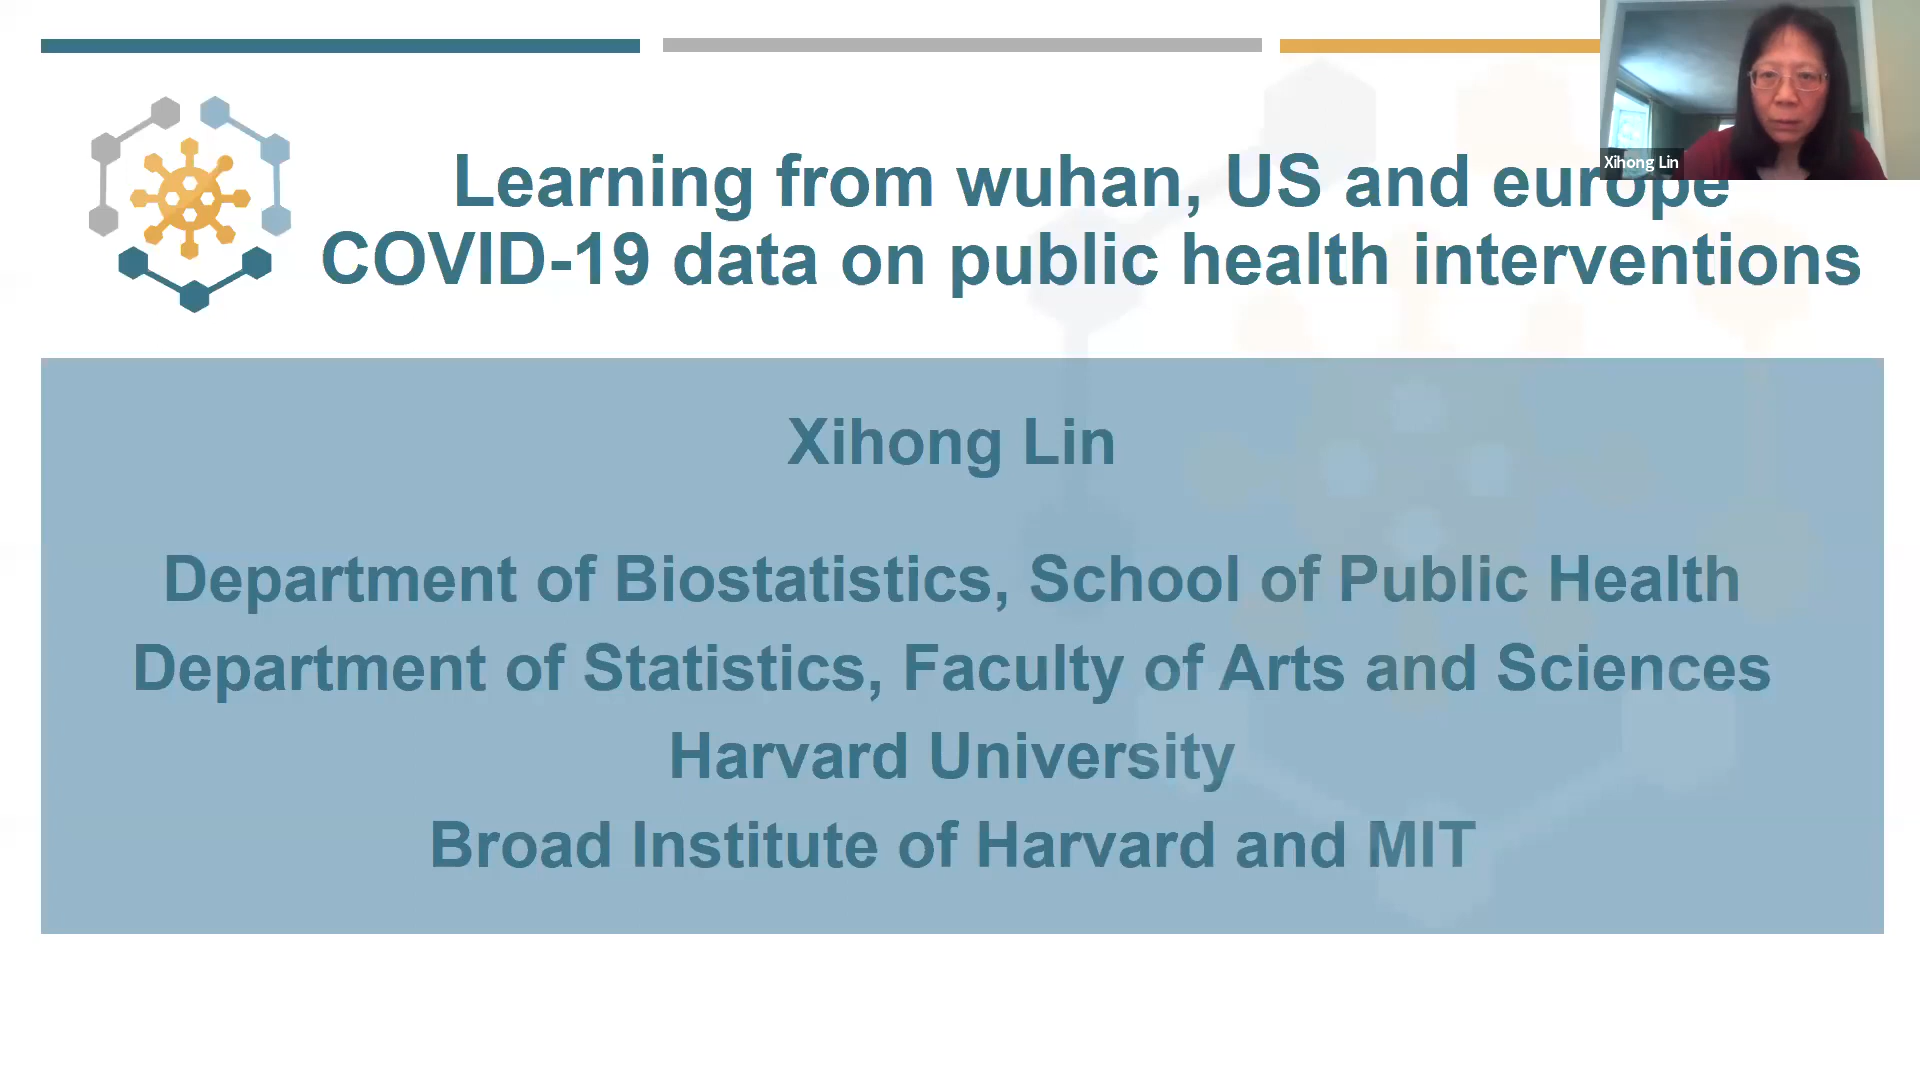 Learning from wuhan, US and europe
COVID-19 data on public health interventions
Xihong Lin
Xihong Lin
Department of Biostatistics, School of Public Health
Department of Statistics, Faculty of Arts and Sciences
Harvard University
Broad Institute of Harvard and MIT